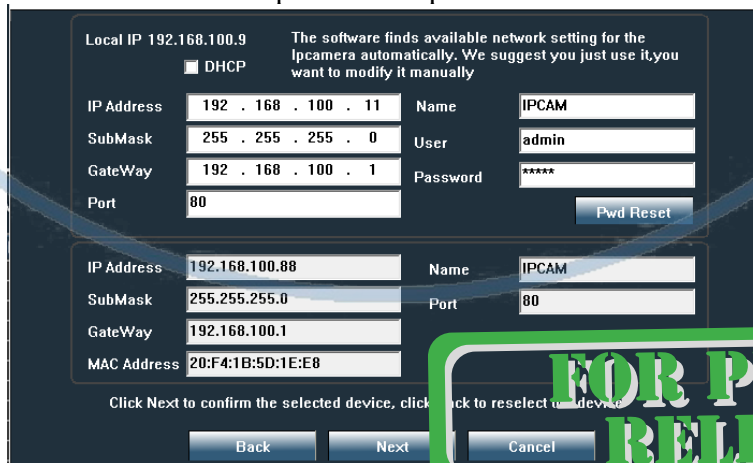 Local IP 192.168.100.9
The software finds available network setting for the
Ipcamera automatically. We suggest you just use it,you
want to modify it manually
DHCP
IP Address 192 . 168 . 100 . 11 Name IPCAM
SubMask 255 . 255 . 255 . 0 User admin
GateWay 192 . 168 . 100 . 1 Password *****
Port 80
Pwd Reset
IP Address 192.168.100.88 Name IPCAM
SubMask 255.255.255.0 Port 80
GateWay 192.168.100.1
MAC Address 20:F4:1B:5D:1E:E8
Click Next to confirm the selected device, click to reselect
Back Next Cancel
FOR P
RELE